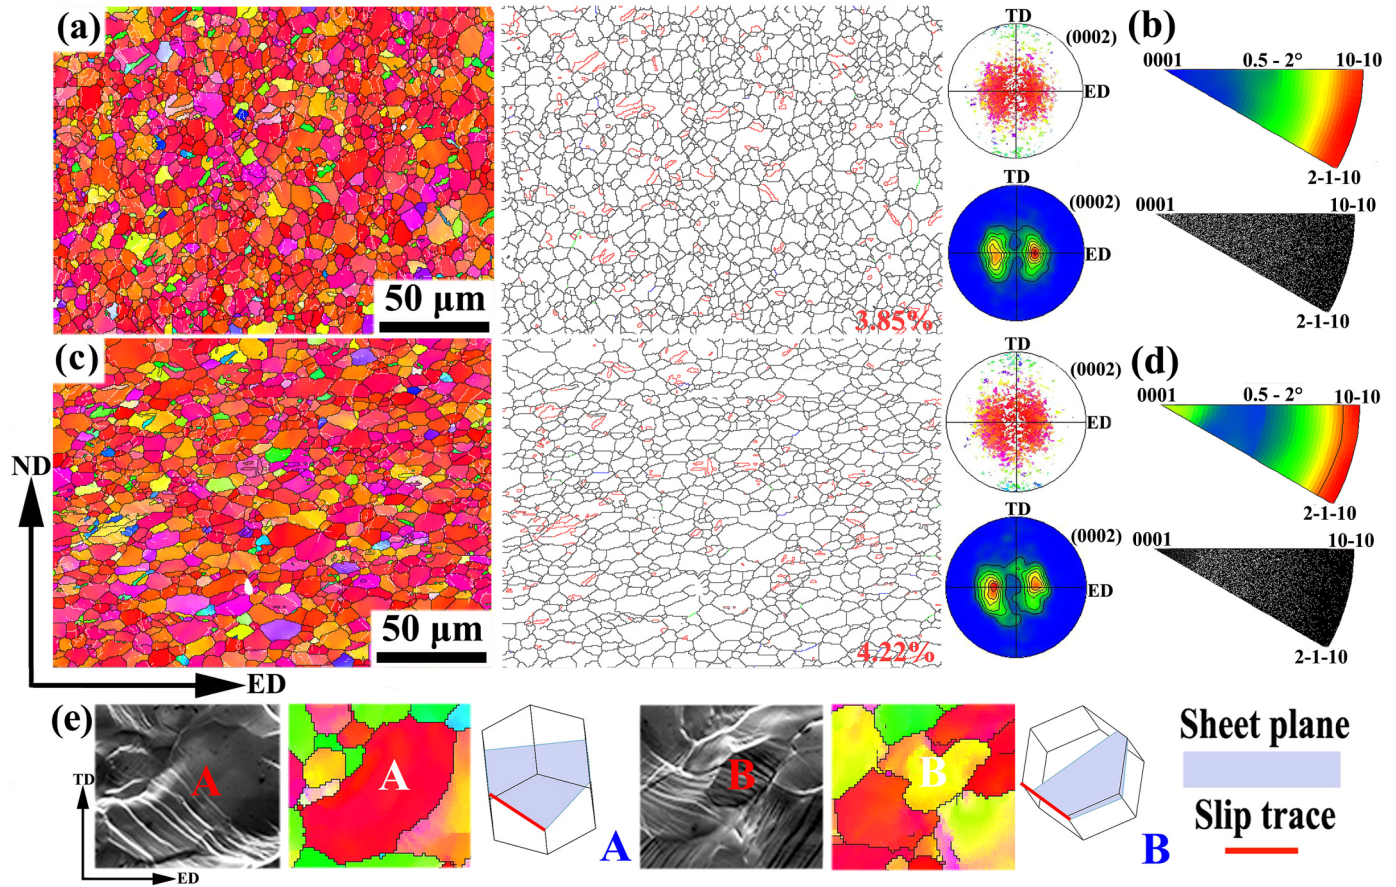 (a)
50 μm
3.85%
TD
(0002)
ED
TD
(0002)
ED
(b)
0001
0.5 - 2°
10-10
2-1-10
0001
10-10
2-1-10
(c)
50 μm
4.22%
TD
(0002)
ED
TD
(0002)
ED
(d)
0001
0.5 - 2°
10-10
2-1-10
0001
10-10
2-1-10
ND
ED
(e)
TD
ED
A
A
A
B
B
B
Sheet plane
Slip trace